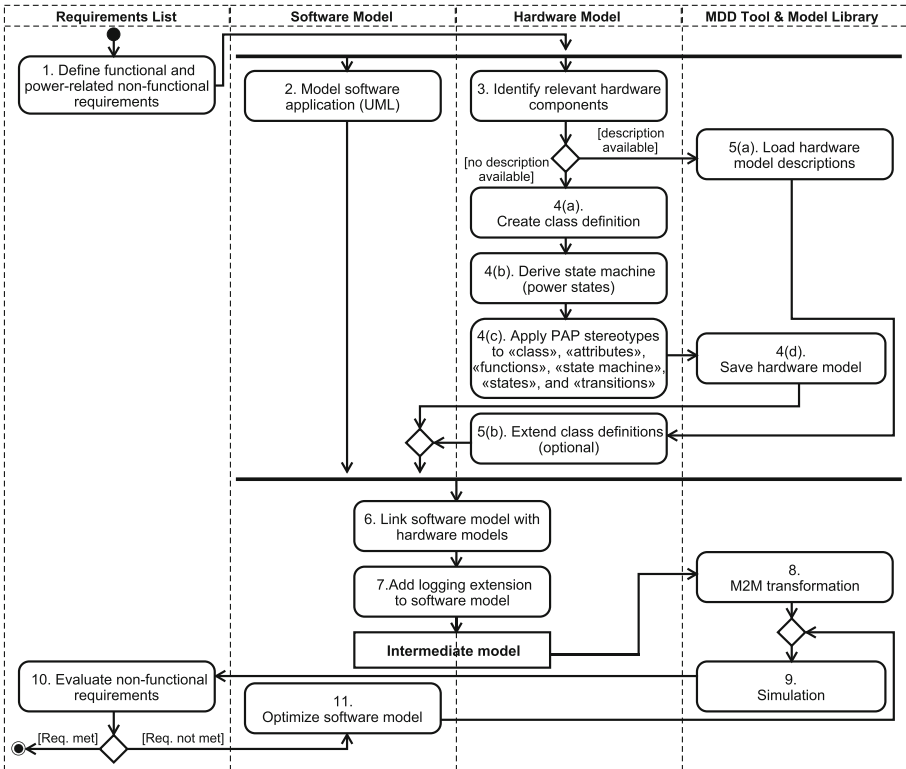 Requirements List
Software Model
Hardware Model
MDD Tool & Model Library
1. Define functional and
power-related non-functional
requirements
2. Model software
application (UML)
3. Identify relevant hardware
components
[description
available]
[no description
available]
5(a). Load hardware
model descriptions
4(a).
Create class definition
4(b). Derive state machine
(power states)
4(c). Apply PAP stereotypes
to «class», «attributes»,
«functions», «state machine»,
«states», and «transitions»
4(d).
Save hardware model
5(b). Extend class definitions
(optional)
6. Link software model with
hardware models
7.Add logging extension
to software model
Intermediate model
8.
M2M transformation
9.
Simulation
10. Evaluate non-functional
requirements
11.
Optimize software model
[Req. met]
[Req. not met]